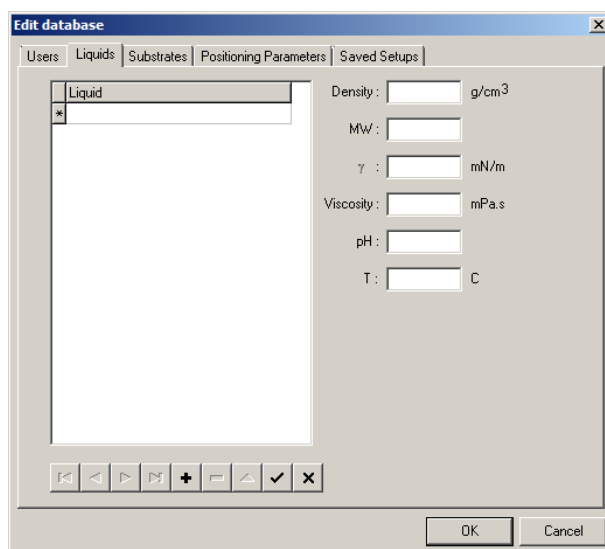 Edit database
Users Liquids Substrates Positioning Parameters Saved Setups
Liquid
*
Density : g/cm3
MW :
γ : mN/m
Viscosity : mPa.s
pH :
T : C
OK Cancel